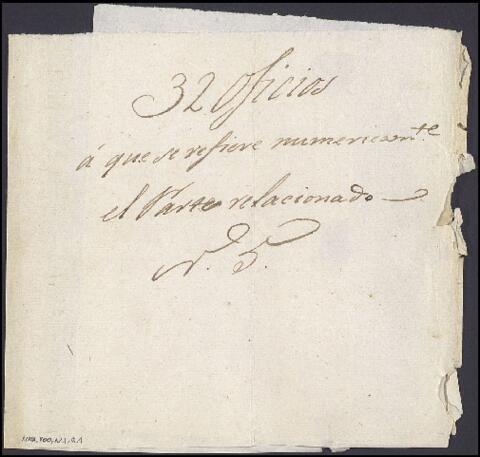 32 Oficios
á que se refiere numericam.te
el Parte relacionado
N. 5.